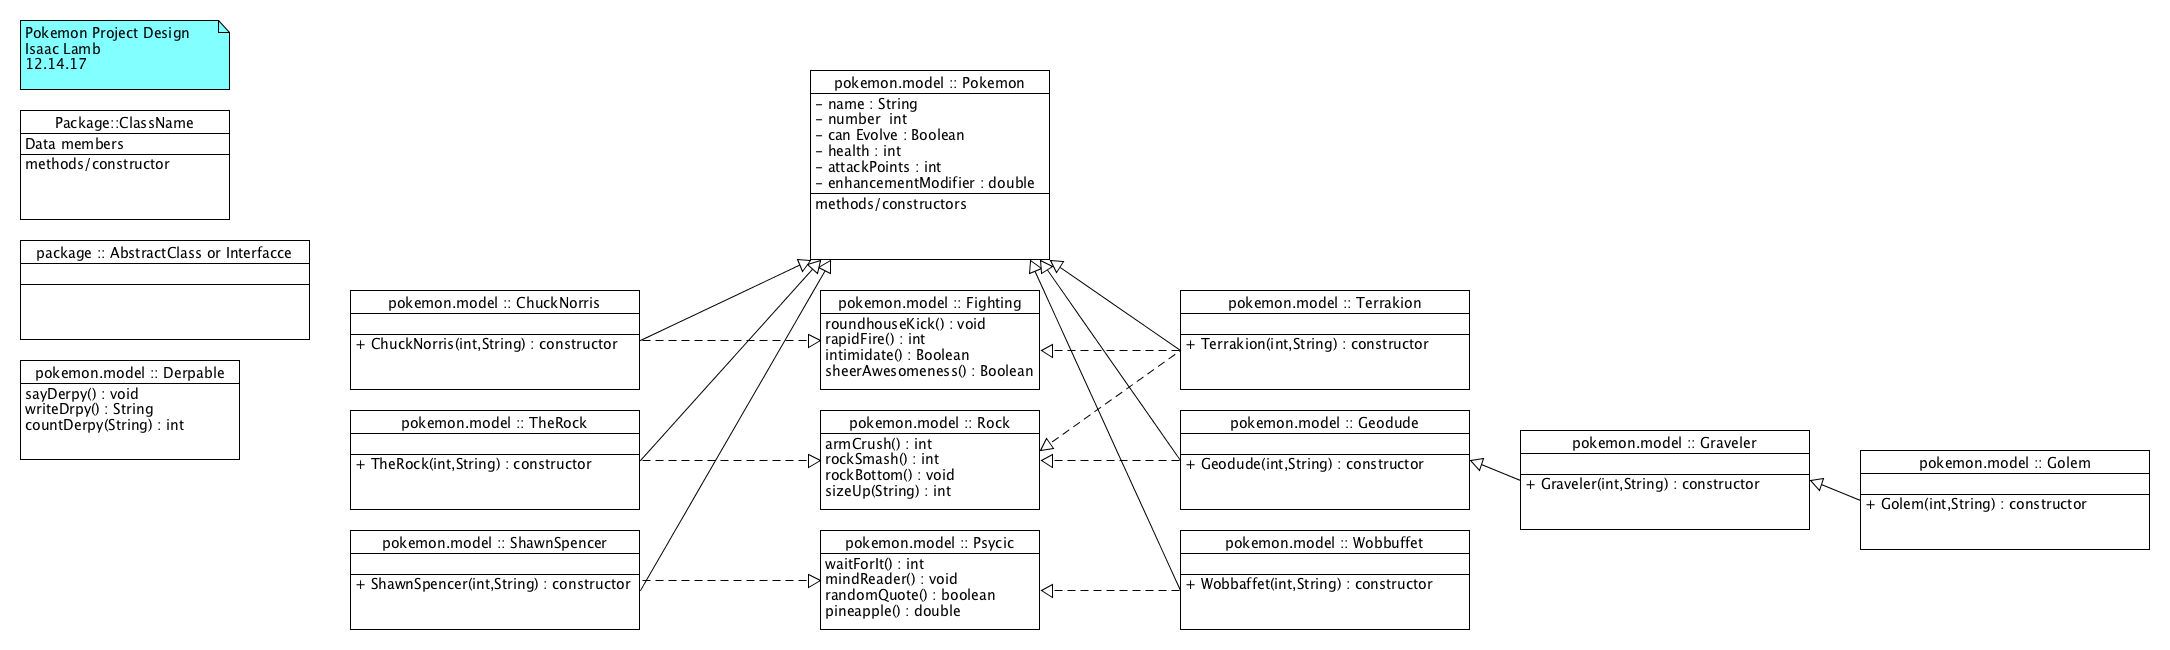 Pokemon Project Design
Isaac Lamb
12.14.17
Package::ClassName
Data members
methods/constructor
package :: AbstractClass or Interfacce
pokemon.model :: Derpable
sayDerpy() : void
writeDrpy() : String
countDerpy(String) : int
pokemon.model :: Pokemon
- name : String
- number  int
- can Evolve : Boolean
- health : int
- attackPoints : int
- enhancementModifier : double
methods/constructors
pokemon.model :: ChuckNorris
+ ChuckNorris(int,String) : constructor
pokemon.model :: TheRock
+ TheRock(int,String) : constructor
pokemon.model :: ShawnSpencer
+ ShawnSpencer(int,String) : constructor
pokemon.model :: Fighting
roundhouseKick() : void
rapidFire() : int
intimidate() : Boolean
sheerAwesomeness() : Boolean
pokemon.model :: Rock
armCrush() : int
rockSmash() : int
rockBottom() : void
sizeUp(String) : int
pokemon.model :: Psycic
waitForIt() : int
mindReader() : void
randomQuote() : boolean
pineapple() : double
pokemon.model :: Terrakion
+ Terrakion(int,String) : constructor
pokemon.model :: Geodude
+ Geodude(int,String) : constructor
pokemon.model :: Wobbuffet
+ Wobbaffet(int,String) : constructor
pokemon.model :: Graveler
+ Graveler(int,String) : constructor
pokemon.model :: Golem
+ Golem(int,String) : constructor